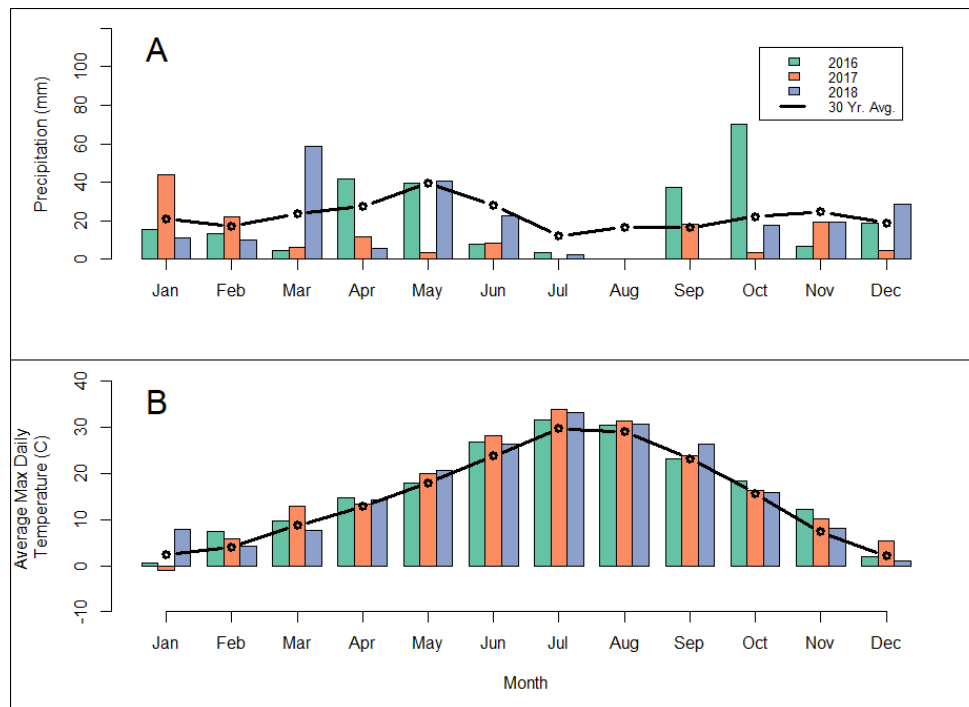 A
Precipitation (mm)
100
80
60
40
20
0
2016
2017
2018
30 Yr. Avg.
Jan Feb Mar Apr May Jun Jul Aug Sep Oct Nov Dec
B
Average Max Daily
Temperature (C)
40
30
20
10
0
-10
Jan Feb Mar Apr May Jun Jul Aug Sep Oct Nov Dec
Month